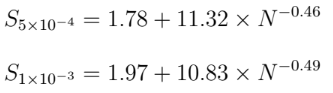 S_{5×10^{-4}} = 1.78 + 11.32 × N^{-0.46}
S_{1×10^{-3}} = 1.97 + 10.83 × N^{-0.49}